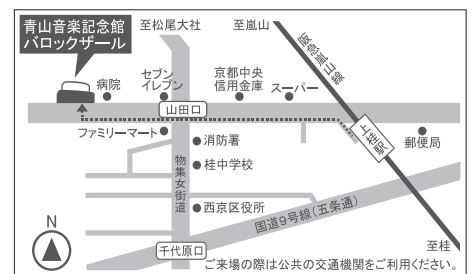 青山音楽記念館
バロックザール
至松尾大社
至嵐山
阪急嵐山線
病院
セブン
イレブン
京都中央
信用金庫
スーパー
山田口
上桂駅
ファミリーマート
消防署
郵便局
物集女街道
桂中学校
西京区役所
国道9号線(五条通)
N
千代原口
至桂
ご来場の際は公共の交通機関をご利用ください。